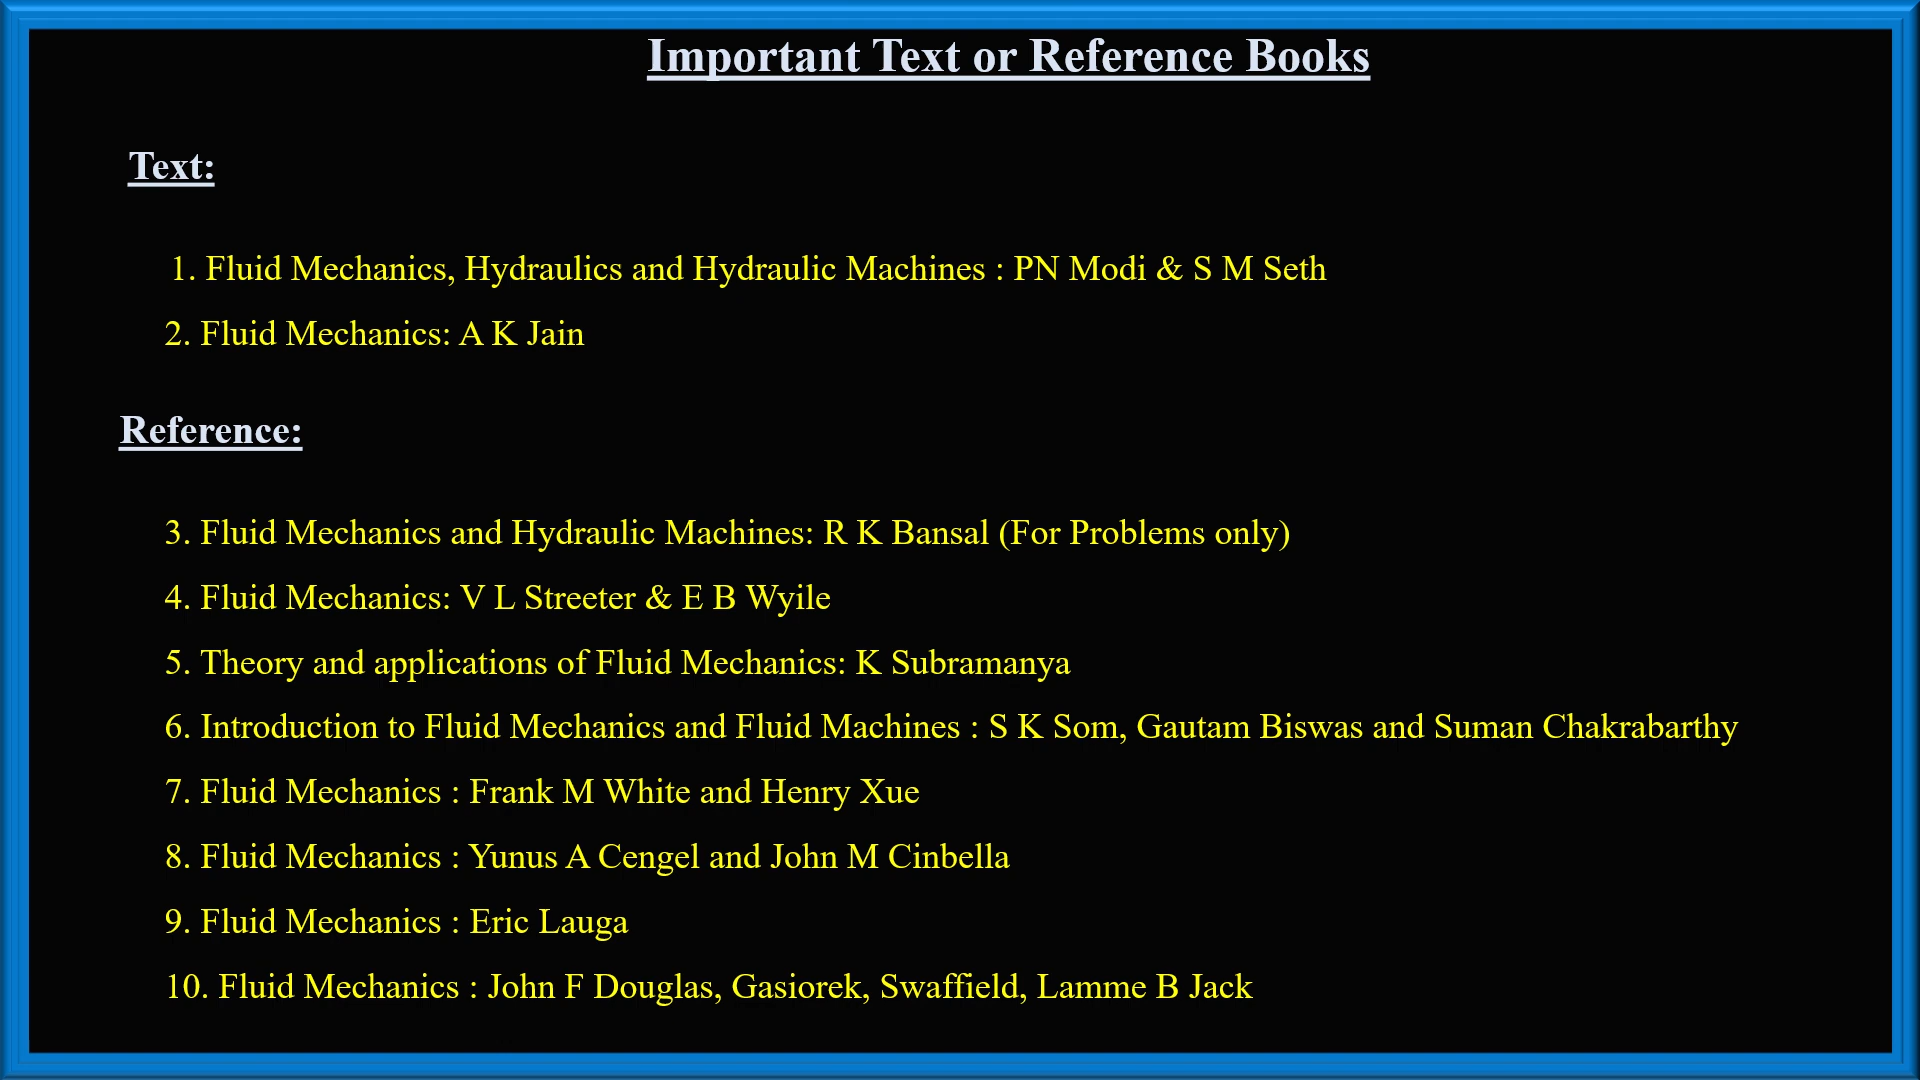 Important Text or Reference Books
Text:
1. Fluid Mechanics, Hydraulics and Hydraulic Machines : PN Modi & S M Seth
2. Fluid Mechanics: A K Jain
Reference:
3. Fluid Mechanics and Hydraulic Machines: R K Bansal (For Problems only)
4. Fluid Mechanics: V L Streeter & E B Wyile
5. Theory and applications of Fluid Mechanics: K Subramanya
6. Introduction to Fluid Mechanics and Fluid Machines : S K Som, Gautam Biswas and Suman Chakrabarthy
7. Fluid Mechanics : Frank M White and Henry Xue
8. Fluid Mechanics : Yunus A Cengel and John M Cinbella
9. Fluid Mechanics : Eric Lauga
10. Fluid Mechanics : John F Douglas, Gasiorek, Swaffield, Lamme B Jack